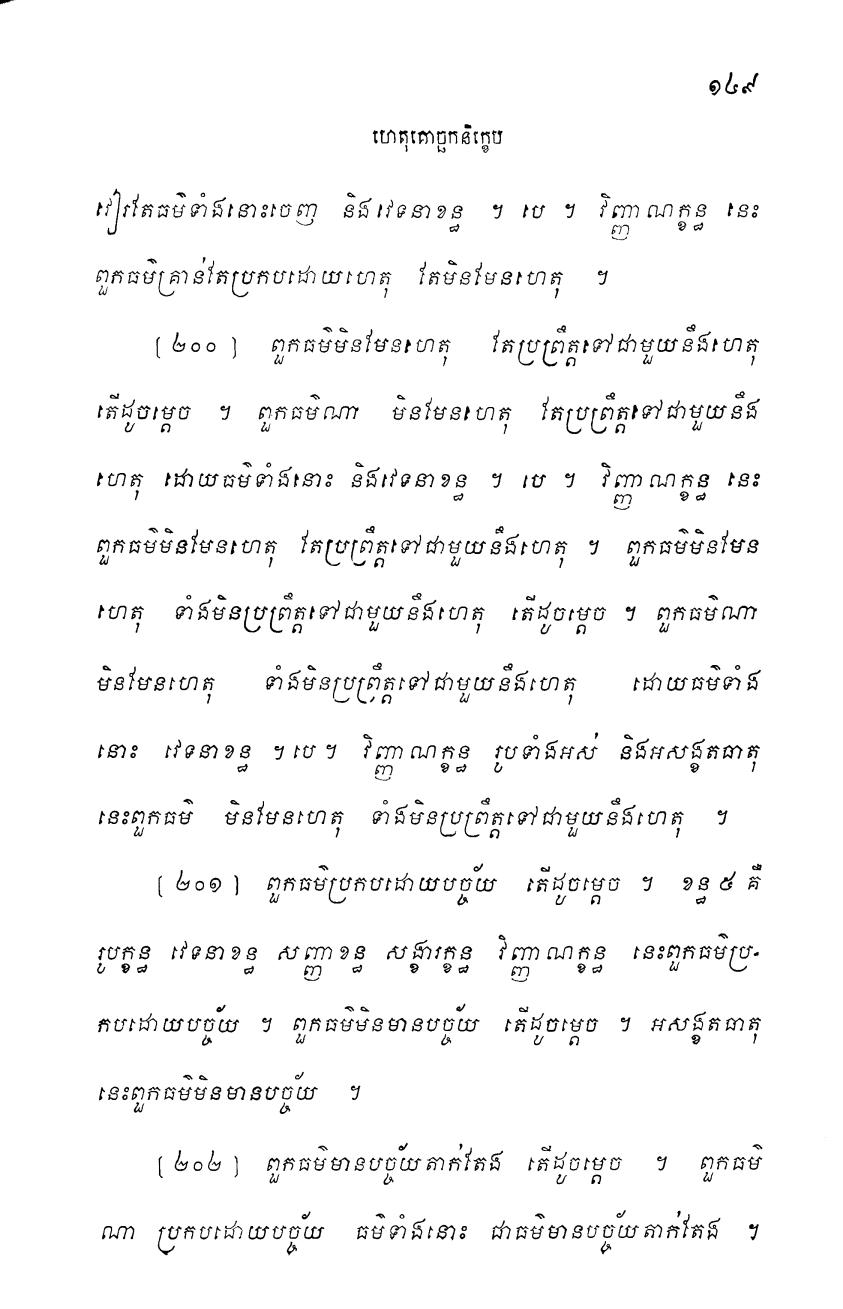 ១៤៩
ហេតុគោច្ឆកនិក្ខេប
វៀរតែធម៌ទាំងនោះចេញ និងវេទនាខន្ធ ។ បេ ។ វិញ្ញាណក្ខន្ធ នេះ
ពួកធម៌គ្រាន់តែប្រកបដោយហេតុ តែមិនមែនហេតុ ។
[២០០] ពួកធម៌មិនមែនហេតុ តែប្រព្រឹត្តទៅជាមួយនឹងហេតុ
តើដូចម្តេច ។ ពួកធម៌ណា មិនមែនហេតុ តែប្រព្រឹត្តទៅជាមួយនឹង
ហេតុ ដោយធម៌ទាំងនោះ និងវេទនាខន្ធ ។ បេ ។ វិញ្ញាណក្ខន្ធ នេះ
ពួកធម៌មិនមែនហេតុ តែប្រព្រឹត្តទៅជាមួយនឹងហេតុ ។ ពួកធម៌មិនមែន
ហេតុ ទាំងមិនប្រព្រឹត្តទៅជាមួយនឹងហេតុ តើដូចម្តេច ។ ពួកធម៌ណា
មិនមែនហេតុ ទាំងមិនប្រព្រឹត្តទៅជាមួយនឹងហេតុ ដោយធម៌ទាំង
នោះ វេទនាខន្ធ ។ បេ ។ វិញ្ញាណក្ខន្ធ រូបទាំងអស់ និងអសង្ខតធាតុ
នេះពួកធម៌ មិនមែនហេតុ ទាំងមិនប្រព្រឹត្តទៅជាមួយនឹងហេតុ ។
[២០១] ពួកធម៌ប្រកបដោយបច្ច័យ តើដូចម្តេច ។ ខន្ធ ៥ គឺ
រូបក្ខន្ធ វេទនាខន្ធ សញ្ញាខន្ធ សង្ខារក្ខន្ធ វិញ្ញាណក្ខន្ធ នេះពួកធម៌ប្រ-
កបដោយបច្ច័យ ។ ពួកធម៌មិនមានបច្ច័យ តើដូចម្តេច ។ អសង្ខតធាតុ
នេះពួកធម៌មិនមានបច្ច័យ ។
[២០២] ពួកធម៌មានបច្ច័យតាក់តែង តើដូចម្តេច ។ ពួកធម៌
ណា ប្រកបដោយបច្ច័យ ធម៌ទាំងនោះ ជាធម៌មានបច្ច័យតាក់តែង ។